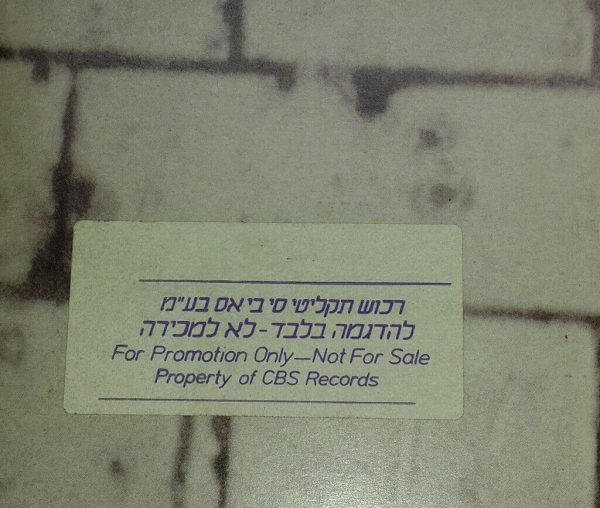 רכוש תקליטי סי בי אס בע"מ
להדגמה בלבד - לא למכירה
For Promotion Only—Not For Sale
Property of CBS Records